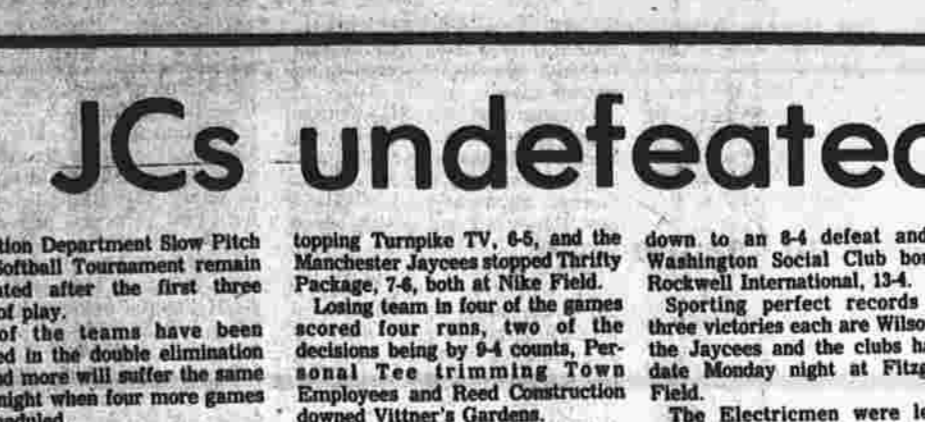 JCs undefeated
tion Department Slow Pitch
Softball Tournament remain
ated after the first three
of play.
of the teams have been
ed in the double elimination
nd more will suffer the same
night when four more games
topping Turnpike TV, 6-5, and the
Manchester Jaycees stopped Thrifty
Package, 7-6, both at Nike Field.
Losing team in four of the games
scored four runs, two of the
decisions being by 9-4 counts, Per-
sonal Tee trimming Town
Employees and Reed Construction
downed Vittner's Gardens.
down to an 8-4 defeat and
Washington Social Club bo
Rockwell International, 13-4.
Sporting perfect records
three victories each are Wilso
the Jaycees and the clubs ha
date Monday night at Fitzg
Field.
The Electricmen were le